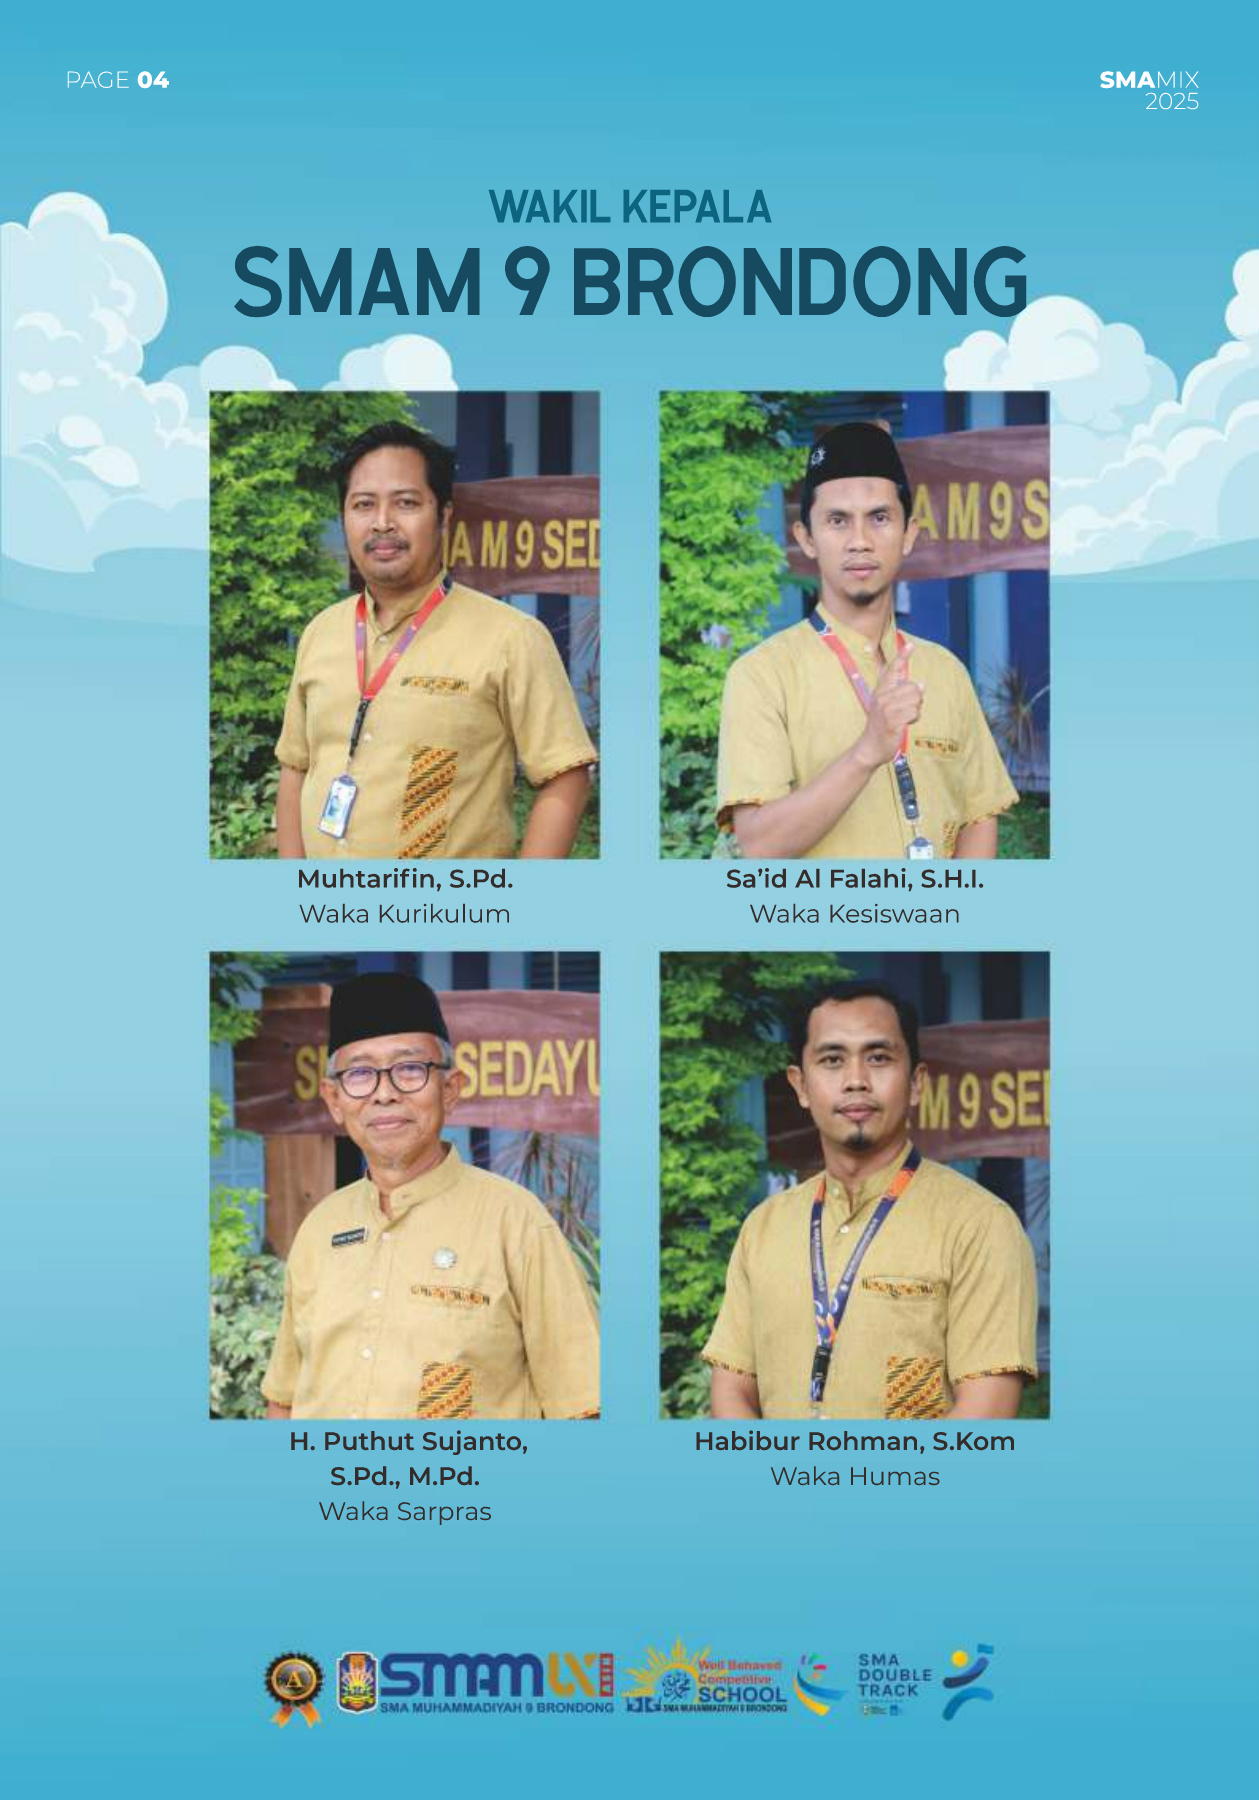 PAGE 04
SMAMIX
2025
WAKIL KEPALA
SMAM 9 BRONDONG
A M 9 SED
A M 9 S
Muhtarifin, S.Pd.
Waka Kurikulum
Sa’id Al Falahi, S.H.I.
Waka Kesiswaan
SEDAYU
M 9 SE
H. Puthut Sujanto,
S.Pd., M.Pd.
Waka Sarpras
Habibur Rohman, S.Kom
Waka Humas
A
SMAM IX
SMA MUHAMMADIYAH 9 BRONDONG
Well Behaved
Competitive
SCHOOL
SMA MUHAMMADIYAH 9 BRONDONG
SMA
DOUBLE
TRACK